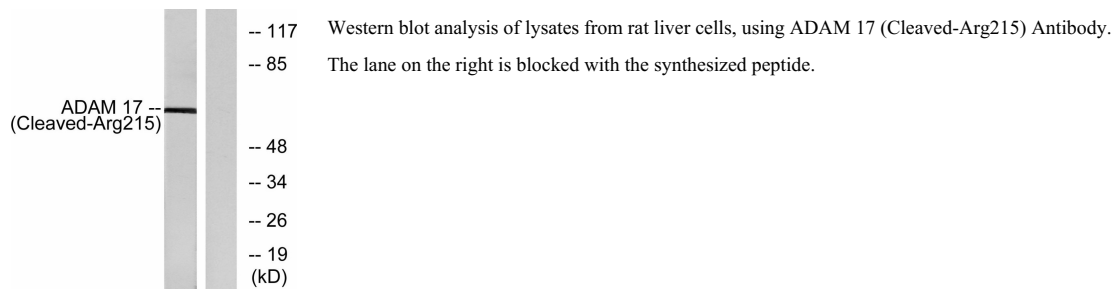 ADAM 17 --
(Cleaved-Arg215)
-- 117
-- 85
-- 48
-- 34
-- 26
-- 19
(kD)
Western blot analysis of lysates from rat liver cells, using ADAM 17 (Cleaved-Arg215) Antibody.
The lane on the right is blocked with the synthesized peptide.